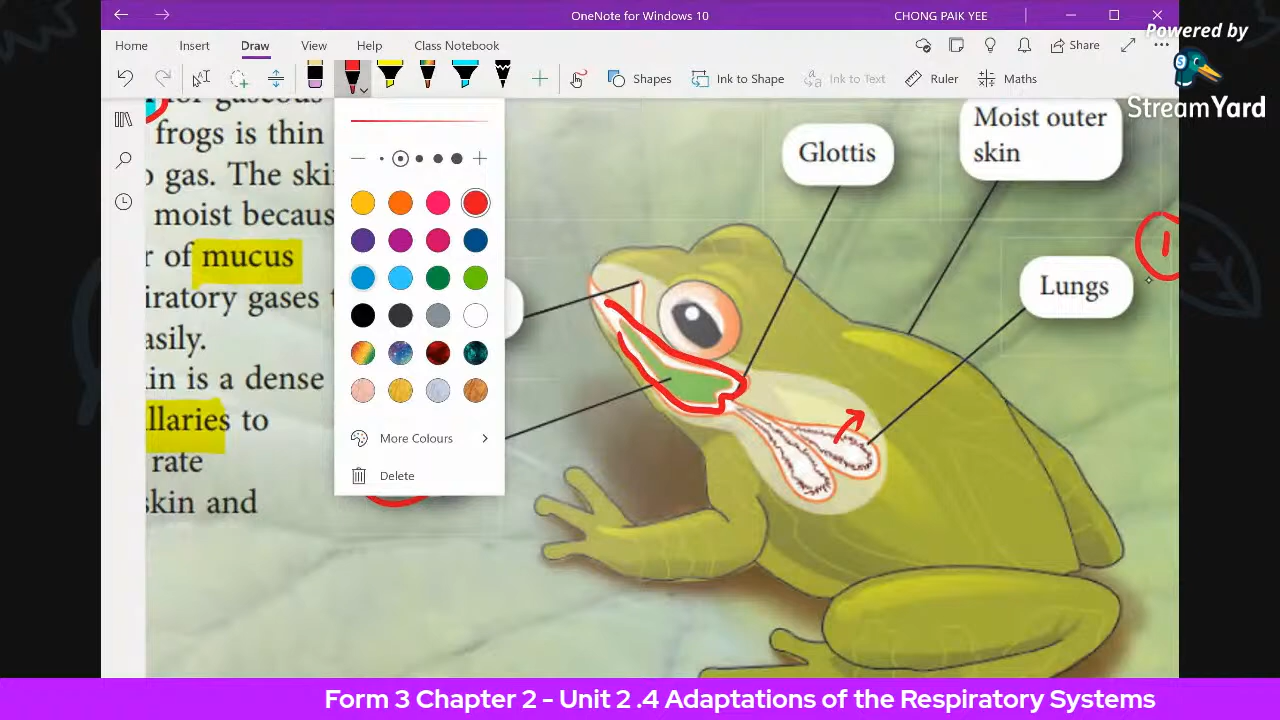 OneNote for Windows 10
CHONG PAIK YEE
Powered by
StreamYard
Home
Insert
Draw
View
Help
Class Notebook
Share
Shapes
Ink to Shape
Ink to Text
Ruler
Maths
for gaseous
frogs is thin
o gas. The ski
moist becaus
r of mucus
iratory gases t
asily.
in is a dense
llaries to
rate
skin and
More Colours
Delete
Glottis
Moist outer
skin
1
Lungs
Form 3 Chapter 2 - Unit 2 .4 Adaptations of the Respiratory Systems